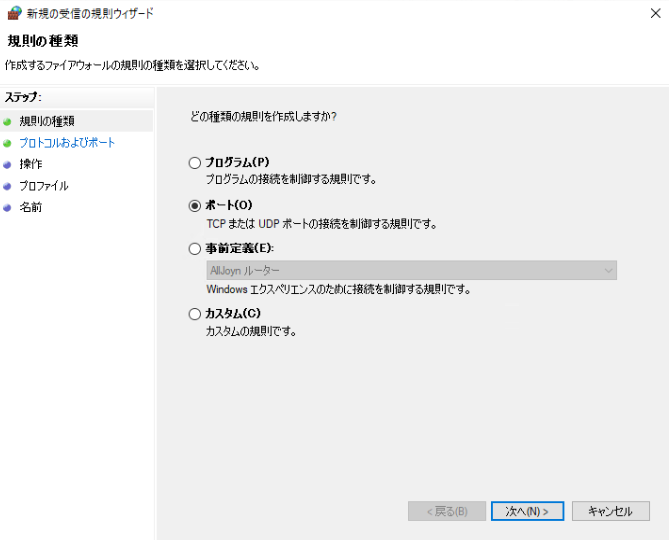 新規の受信の規則ウィザード
規則の種類
作成するファイアウォールの規則の種類を選択してください。
ステップ:
規則の種類
プロトコルおよびポート
操作
プロファイル
名前
どの種類の規則を作成しますか?
プログラム(P)
プログラムの接続を制御する規則です。
ポート(O)
TCP または UDP ポートの接続を制御する規則です。
事前定義(E):
AllJoyn ルーター
Windows エクスペリエンスのために接続を制御する規則です。
カスタム(C)
カスタムの規則です。
< 戻る(B)
次へ(N) >
キャンセル